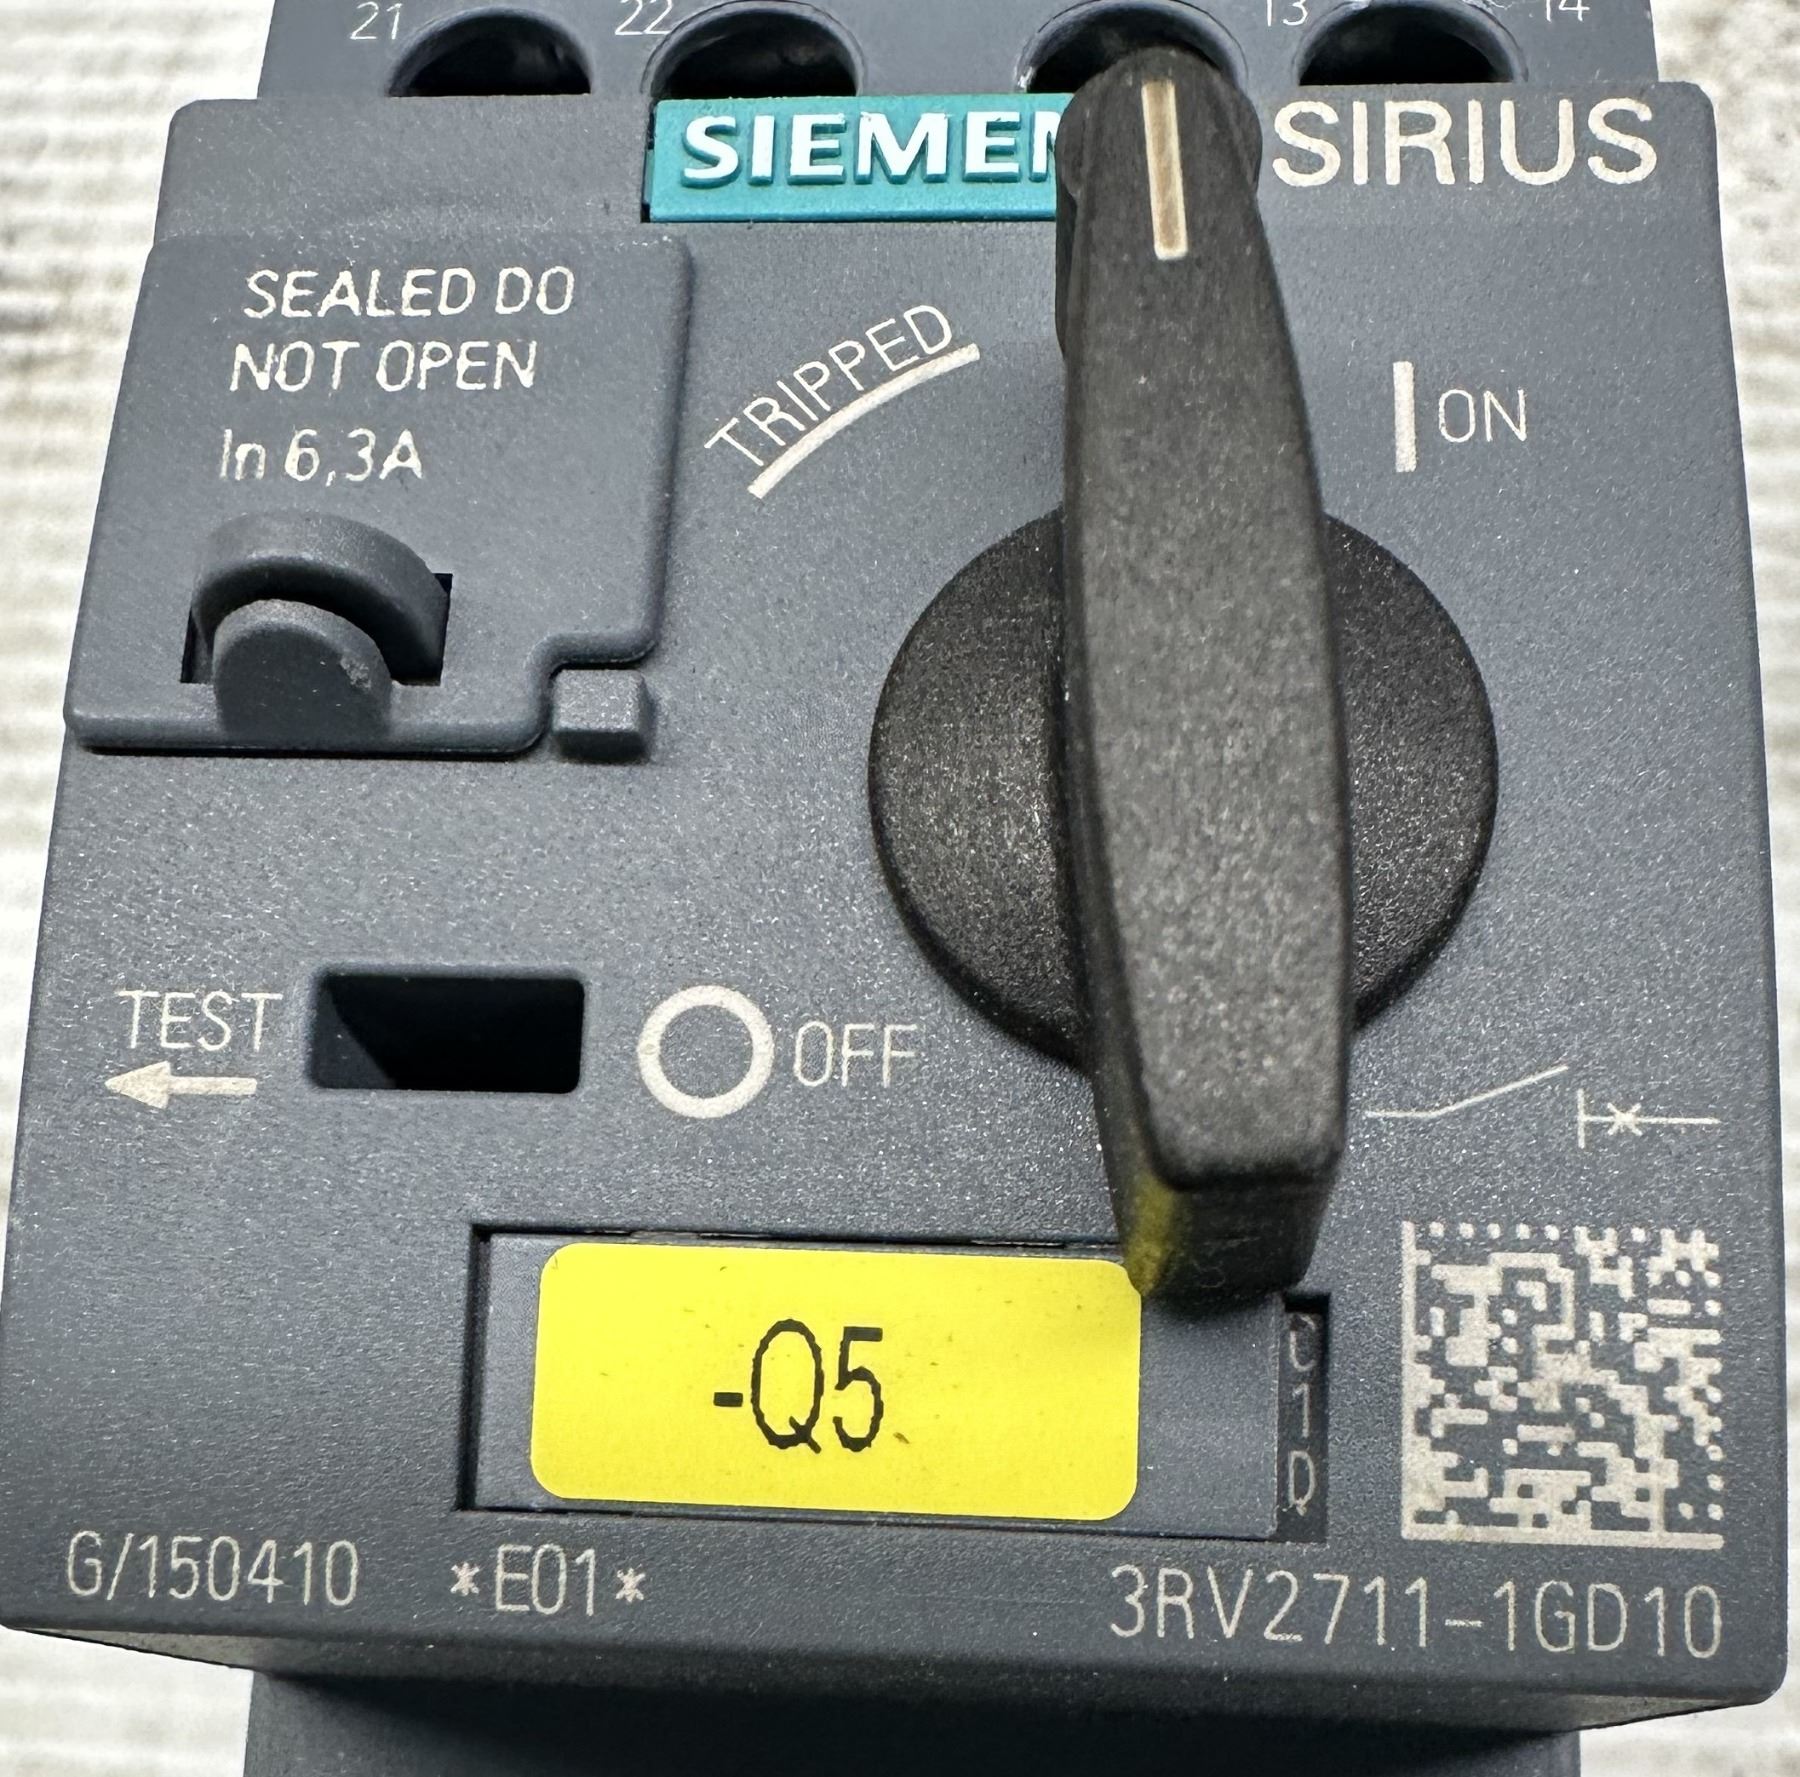 21 22 13 14
SIEMEN
SIRIUS
SEALED DO
NOT OPEN
In 6,3A
TRIPPED
I ON
TEST
O OFF
-Q5
G/150410 *E01* 3RV2711-1GD10